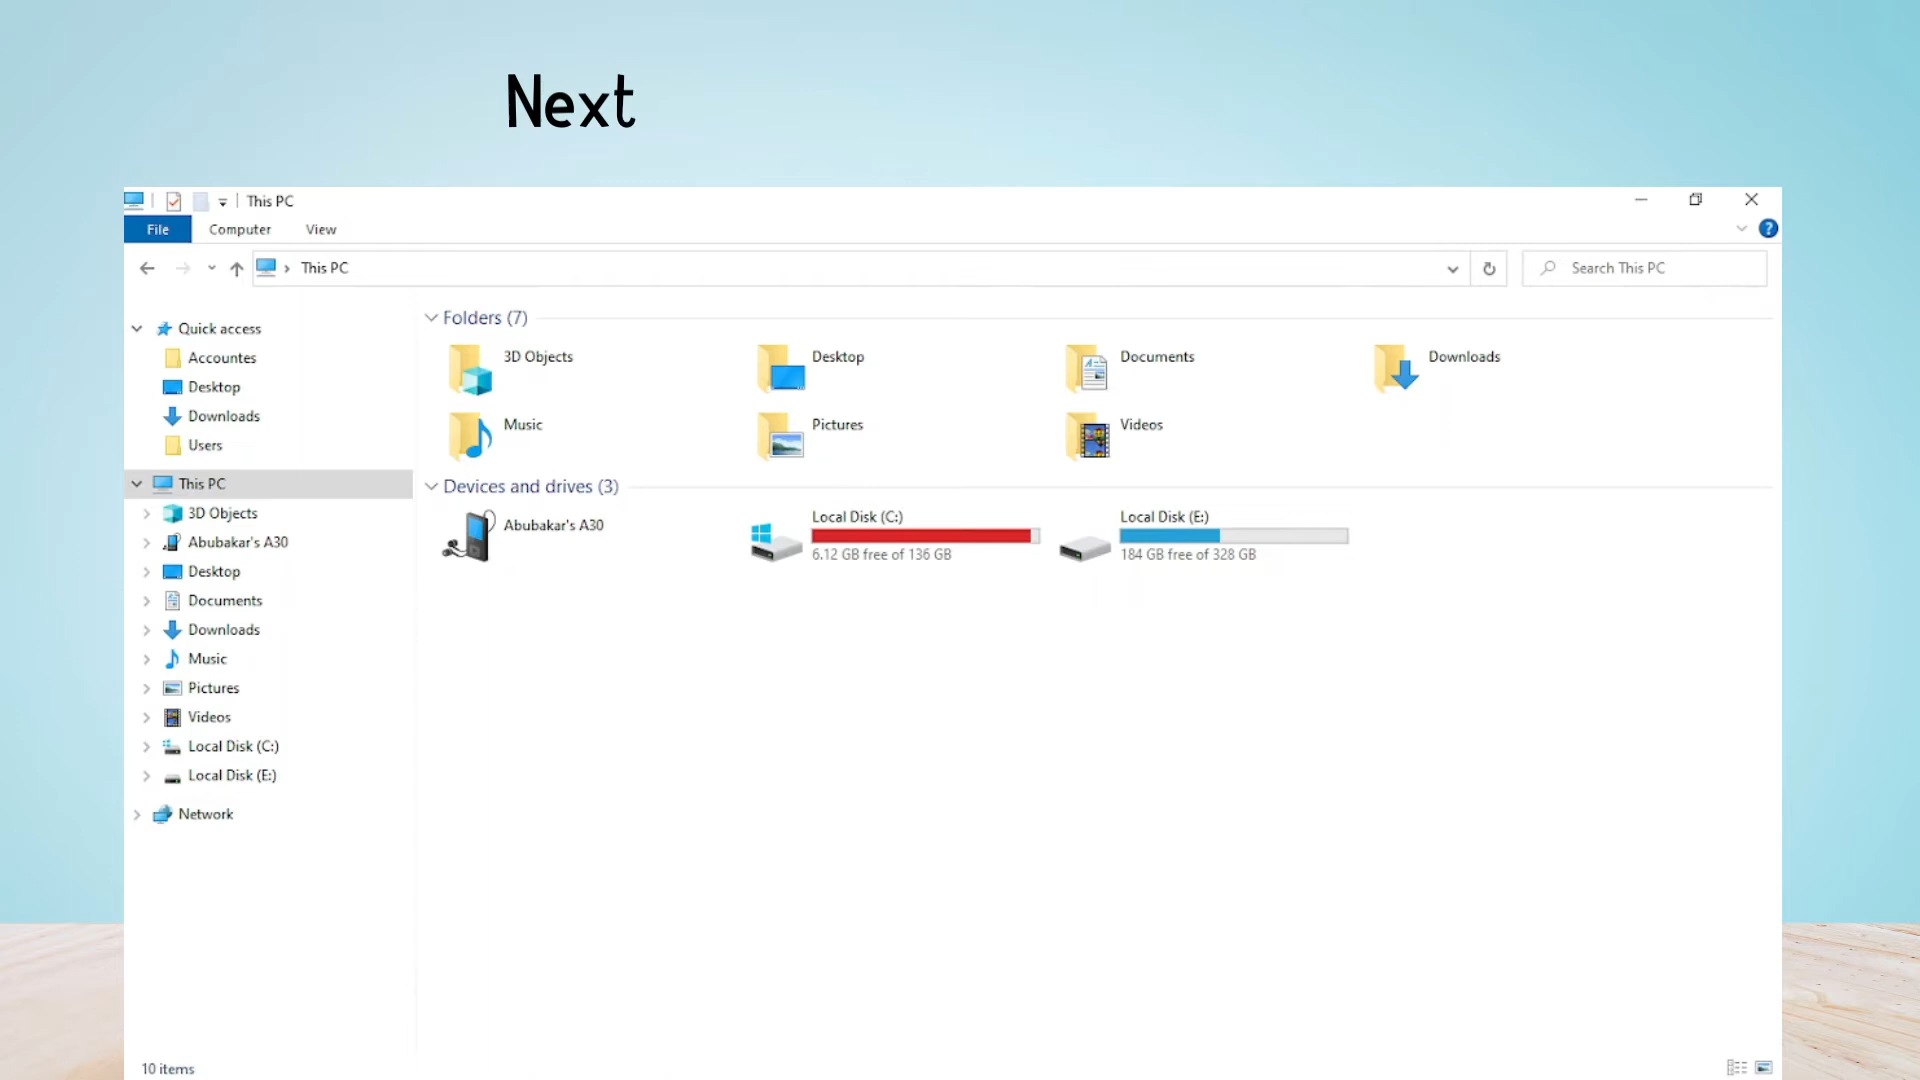 Next
This PC
File Computer View
This PC
Search This PC
Quick access
Accountes
Desktop
Downloads
Users
This PC
3D Objects
Abubakar's A30
Desktop
Documents
Downloads
Music
Pictures
Videos
Local Disk (C:)
Local Disk (E:)
Network
Folders (7)
3D Objects Desktop Documents Downloads
Music Pictures Videos
Devices and drives (3)
Abubakar's A30
Local Disk (C:)
6.12 GB free of 136 GB
Local Disk (E:)
184 GB free of 328 GB
10 items